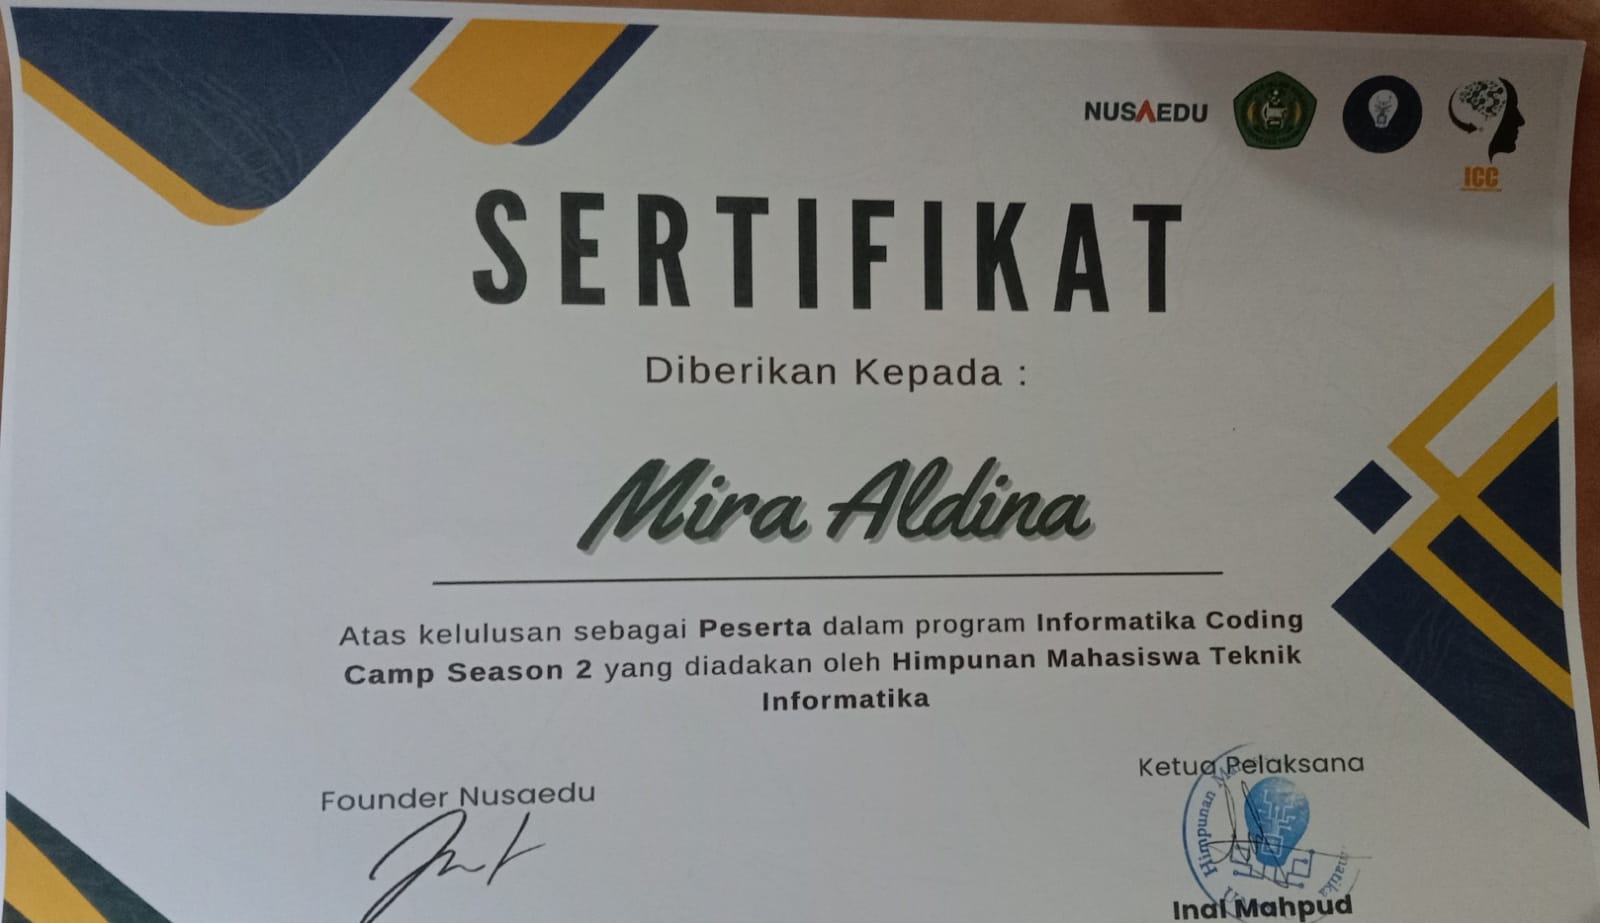 NUSAEDU
ICC
SERTIFIKAT
Diberikan Kepada :
Mira Aldina
Atas kelulusan sebagai Peserta dalam program Informatika Coding
Camp Season 2 yang diadakan oleh Himpunan Mahasiswa Teknik
Informatika
Founder Nusaedu
Ketua Pelaksana
Himpunan
Inal Mahpud